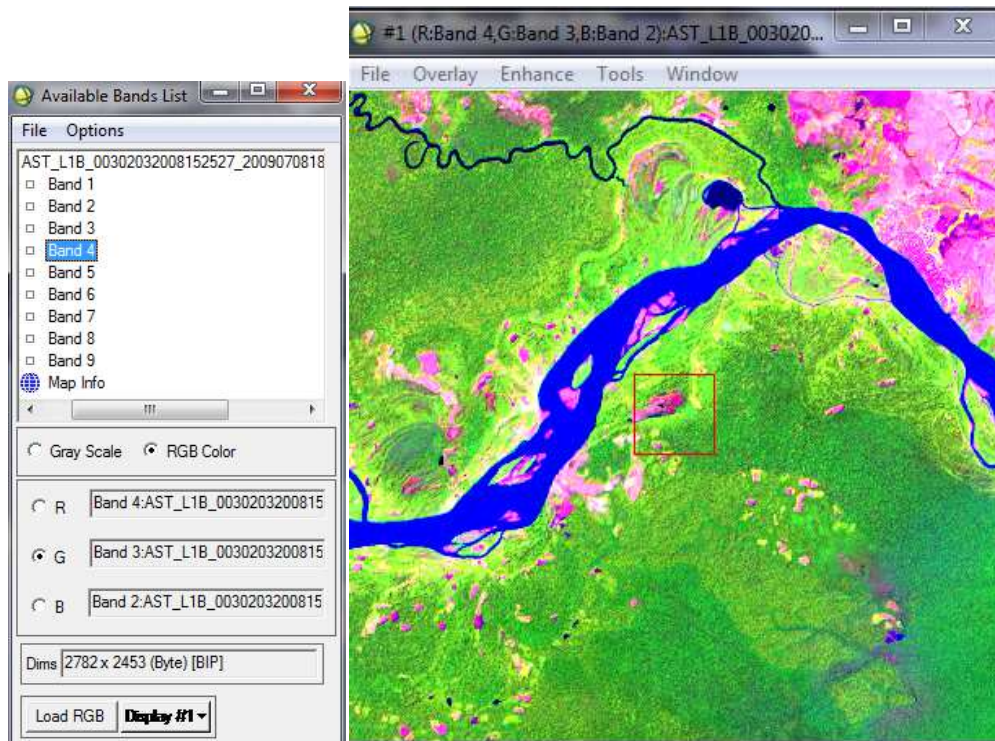 Available Bands List
File Options
AST_L1B_00302032008152527_2009070818
Band 1
Band 2
Band 3
Band 4
Band 5
Band 6
Band 7
Band 8
Band 9
Map Info
Gray Scale RGB Color
R Band 4:AST_L1B_0030203200815
G Band 3:AST_L1B_0030203200815
B Band 2:AST_L1B_0030203200815
Dims 2782 x 2453 (Byte) [BIP]
Load RGB Display #1
#1 (R:Band 4,G:Band 3,B:Band 2):AST_L1B_003020...
File Overlay Enhance Tools Window